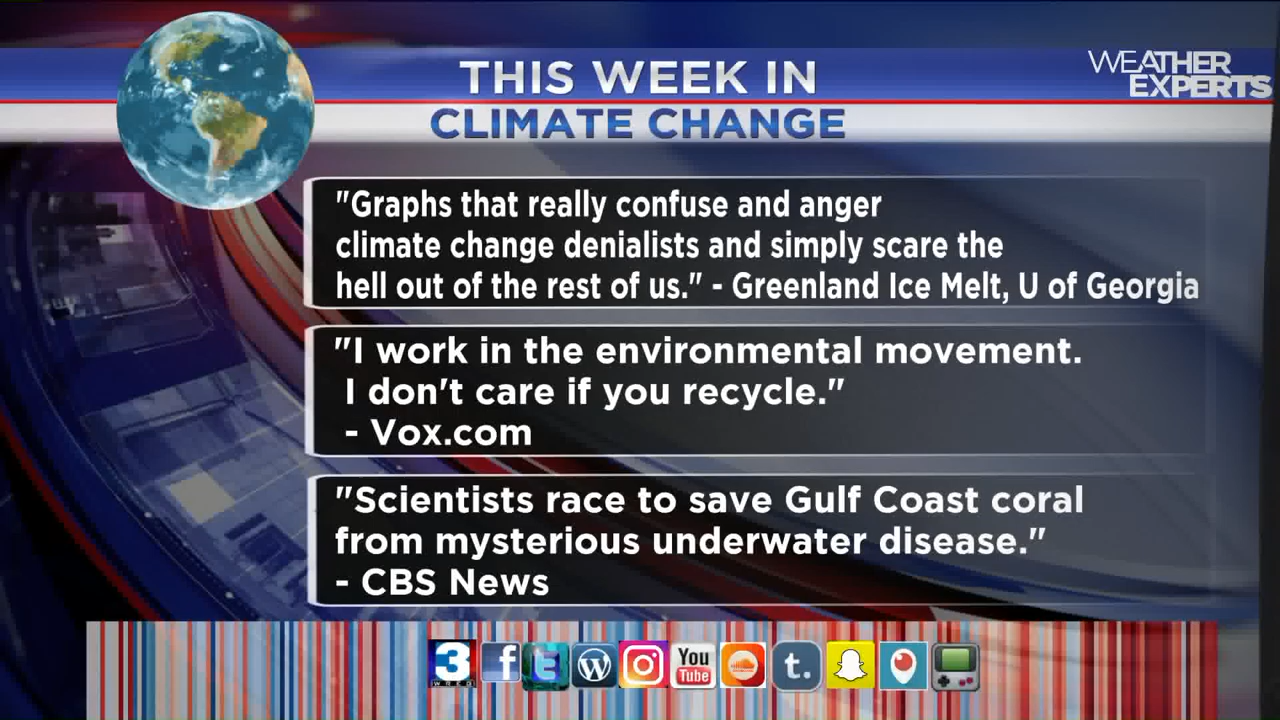 THIS WEEK IN
CLIMATE CHANGE
WEATHER
EXPERTS
"Graphs that really confuse and anger
climate change denialists and simply scare the
hell out of the rest of us." - Greenland Ice Melt, U of Georgia
"I work in the environmental movement.
I don't care if you recycle."
- Vox.com
"Scientists race to save Gulf Coast coral
from mysterious underwater disease."
- CBS News
3
WREG
f
t
W
You
Tube
t.